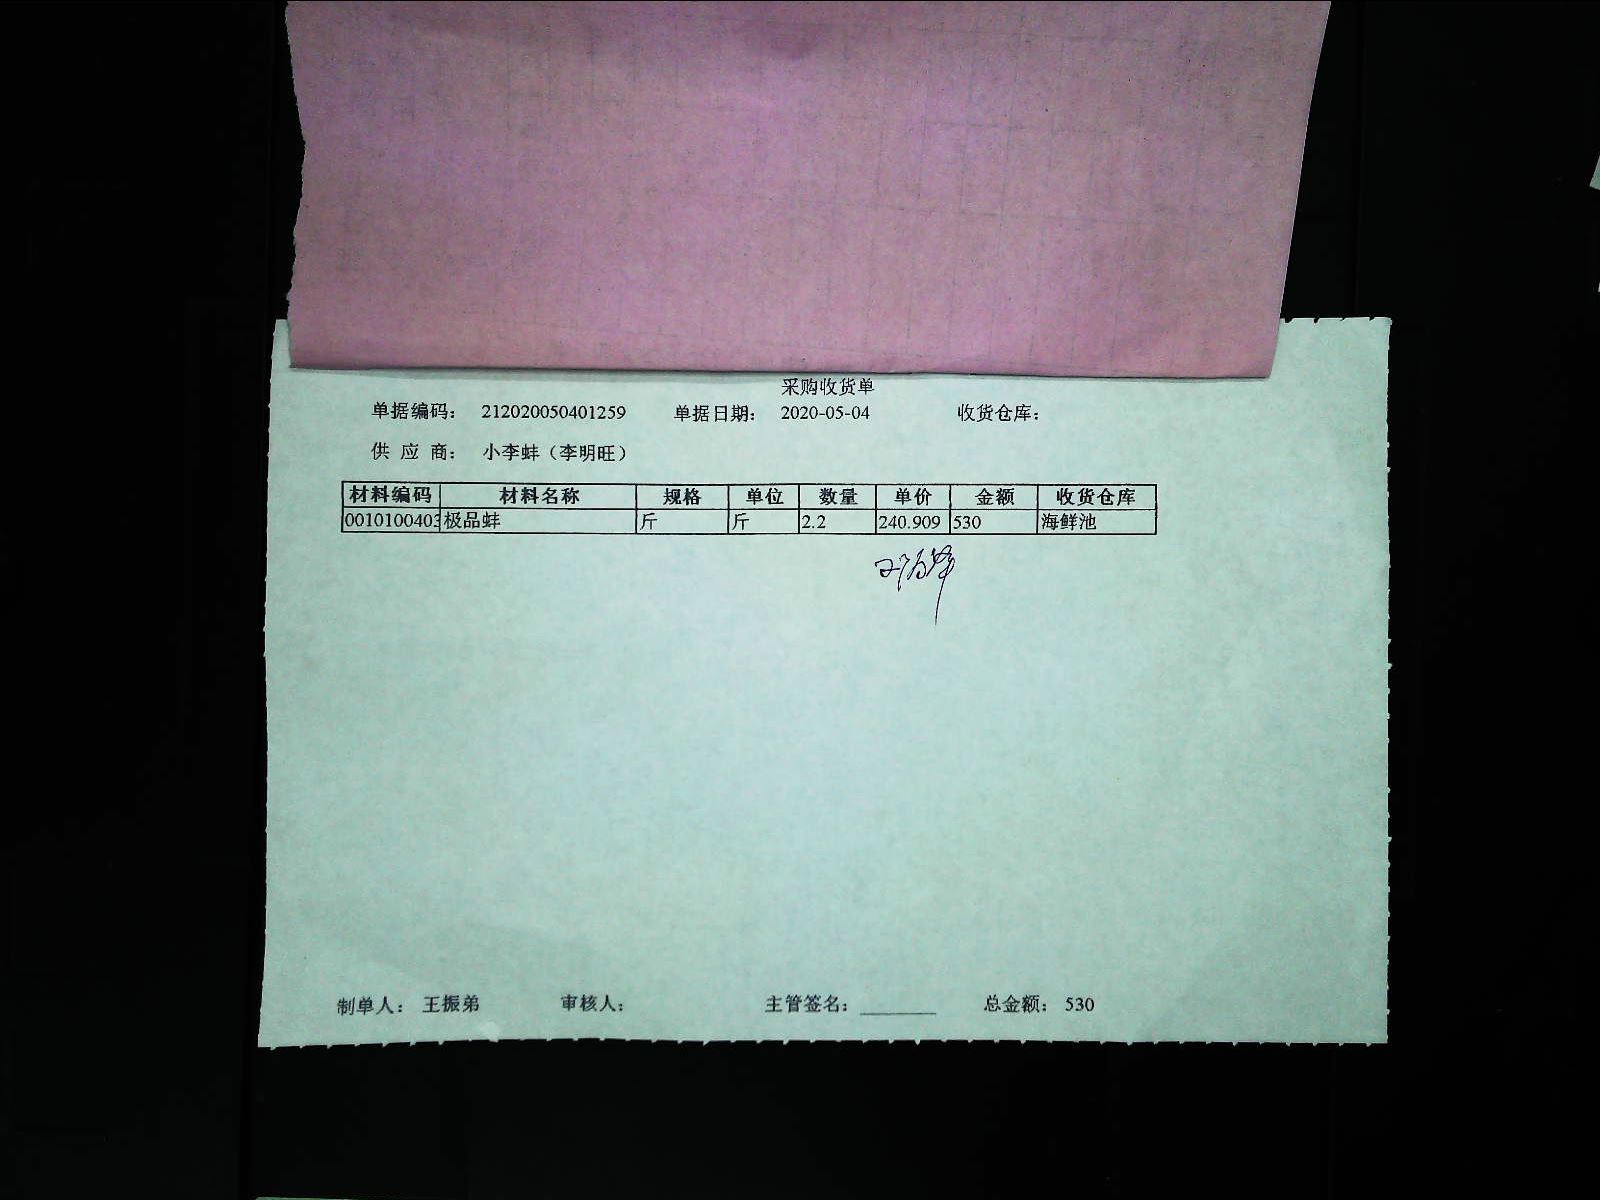 采购收货单
单据编码： 212020050401259 单据日期： 2020-05-04 收货仓库：
供 应 商： 小李蚌（李明旺）
材料编码 材料名称 规格 单位 数量 单价 金额 收货仓库
0010100403 极品蚌 斤 斤 2.2 240.909 530 海鲜池
制单人： 王振弟 审核人： 主管签名： 总金额： 530